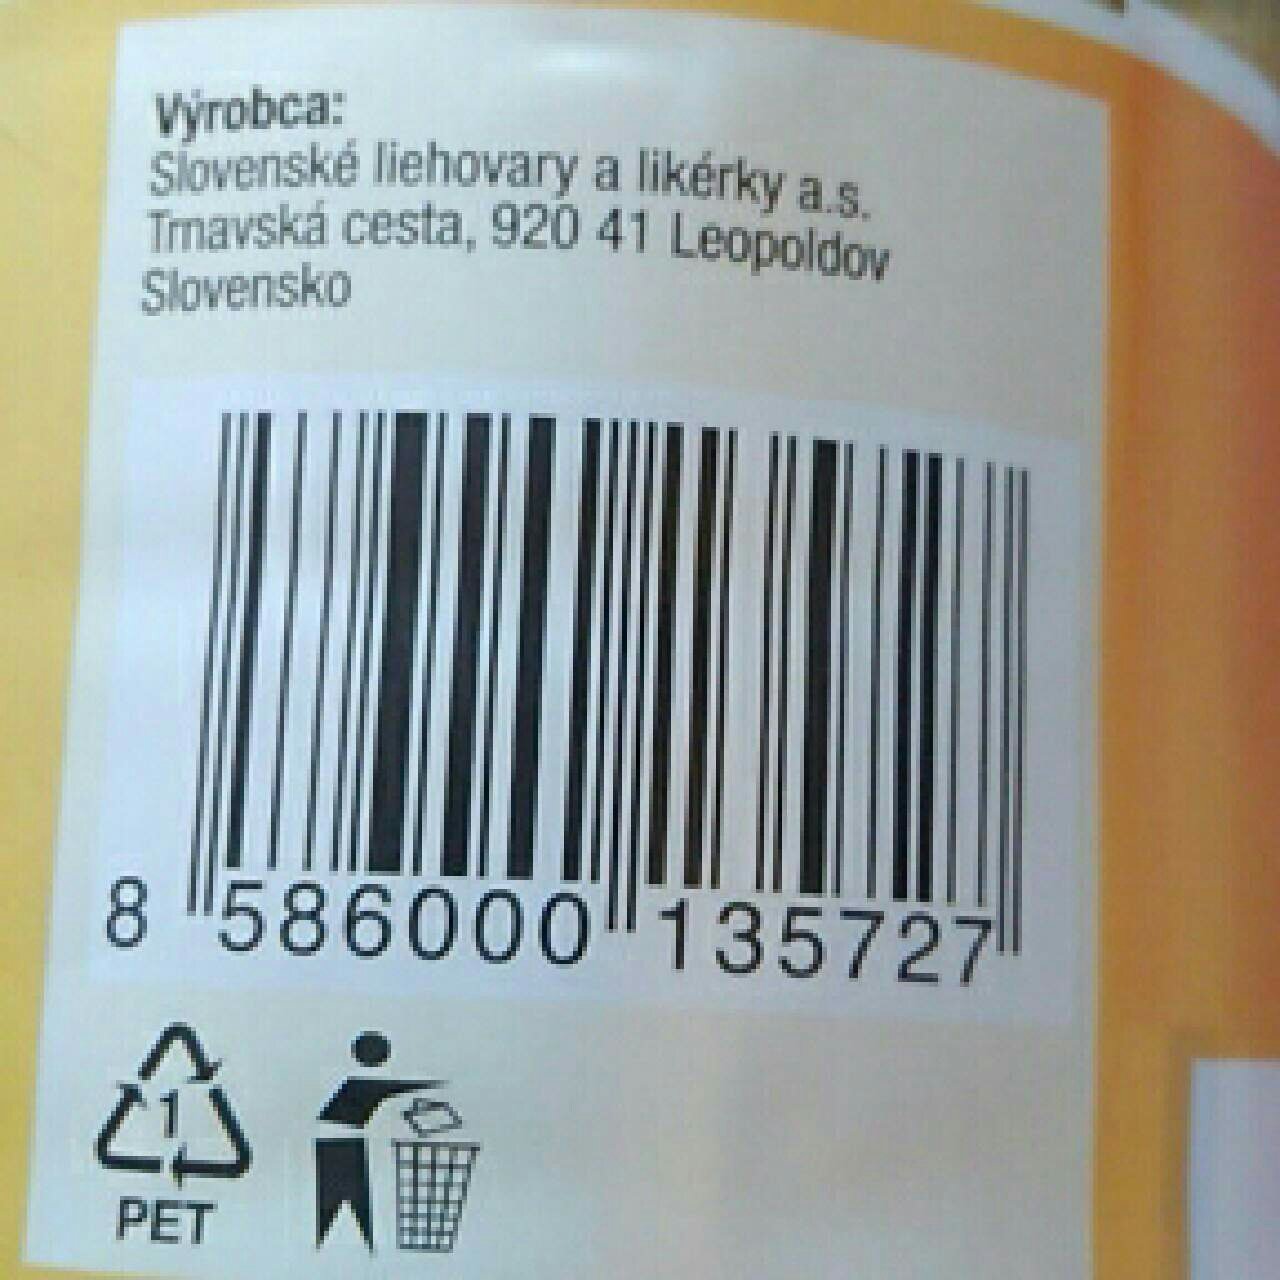 Výrobca:
Slovenské liehovary a likérky a.s.
Trnavská cesta, 920 41 Leopoldov
Slovensko
8 586000 135727
1
PET